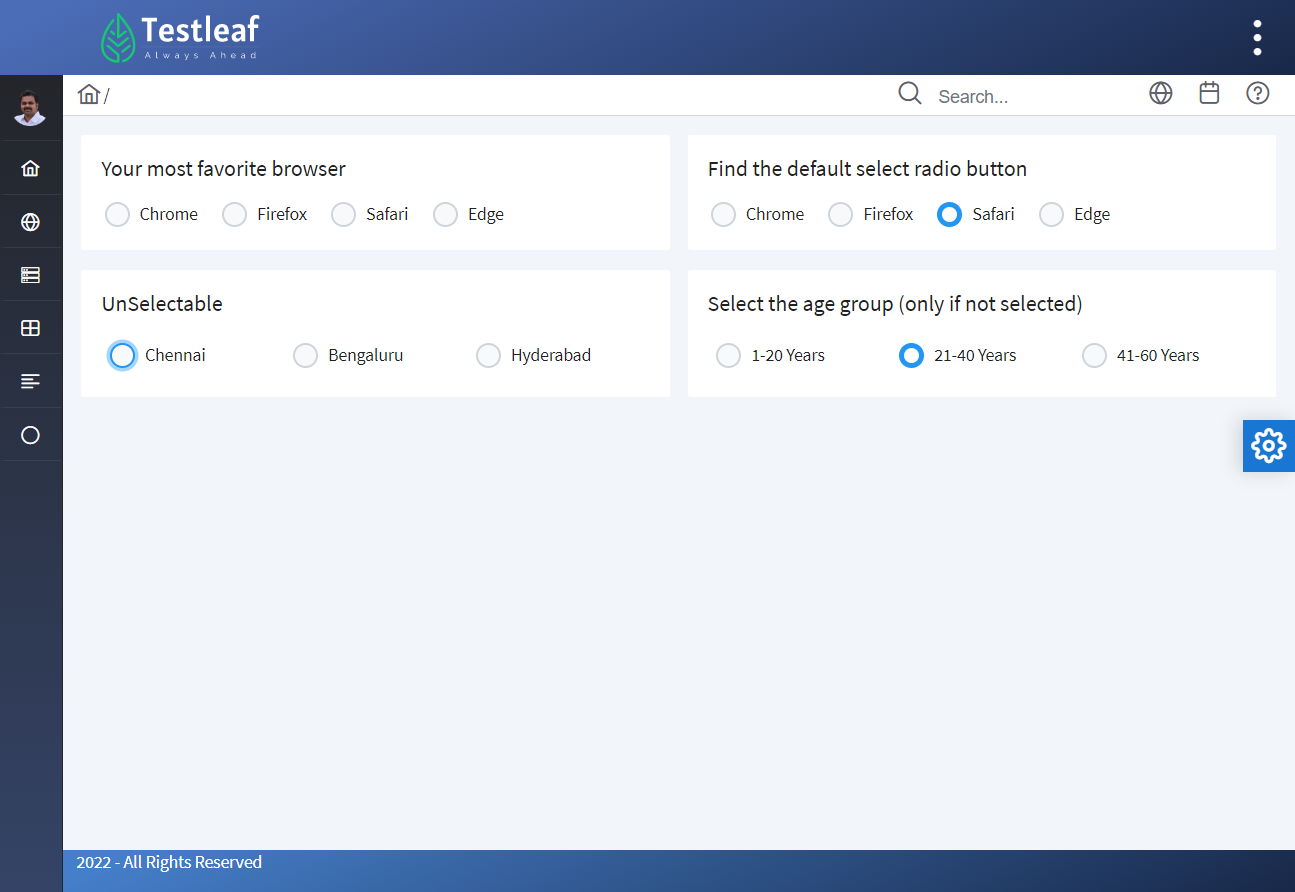 Testleaf
Always Ahead
/
Search...
Your most favorite browser
Chrome Firefox Safari Edge
Find the default select radio button
Chrome Firefox Safari Edge
UnSelectable
Chennai Bengaluru Hyderabad
Select the age group (only if not selected)
1-20 Years 21-40 Years 41-60 Years
2022 - All Rights Reserved